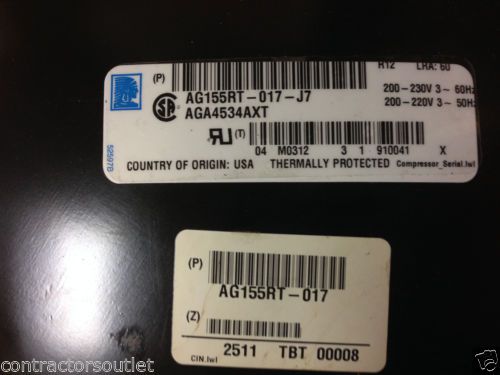 (P)
R12 LRA: 60
AG155RT-017-J7
AGA4534AXT
200-230V 3~ 60Hz
200-220V 3~ 50Hz
(T)
04 M0312 3 1 910041 X
COUNTRY OF ORIGIN: USA THERMALLY PROTECTED Compressor_Serial.lwl
52597B
(P)
AG155RT-017
(Z)
2511 TBT 00008
CIN.lwl
contractorsoutlet